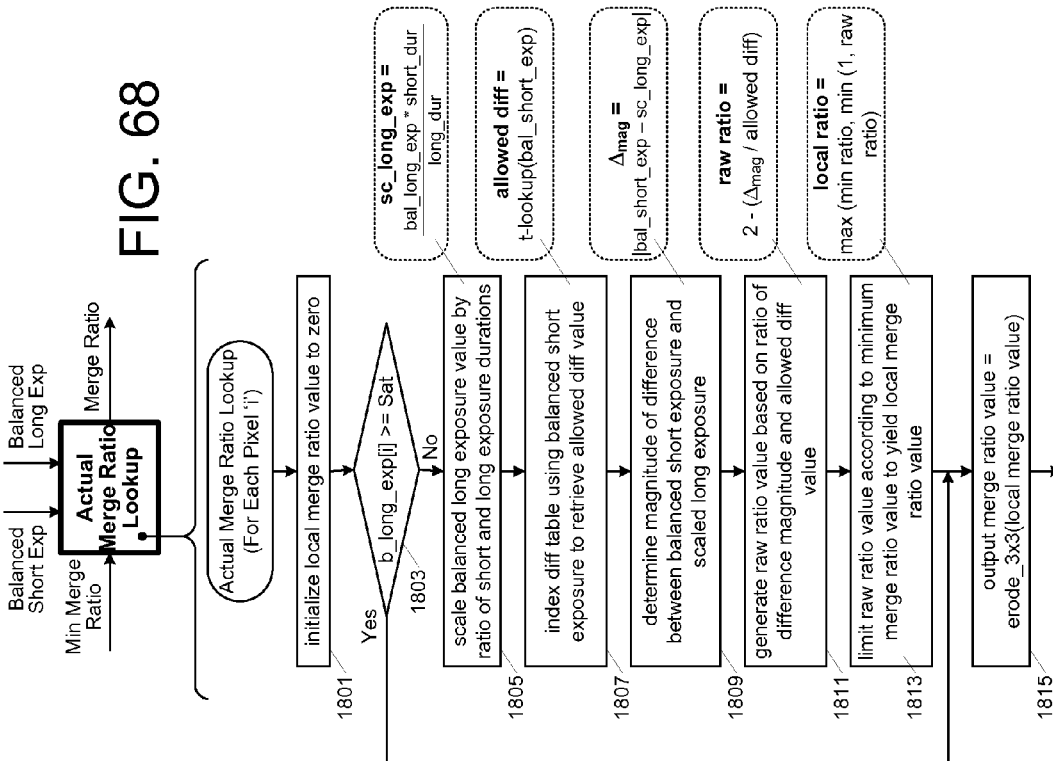 FIG. 68
Balanced
Short Exp
Balanced
Long Exp
Min Merge
Ratio
Actual
Merge Ratio
Lookup
Merge Ratio
Actual Merge Ratio Lookup
(For Each Pixel 'i')
1801
initialize local merge ratio value to zero
Yes
b_long_exp[i] >= Sat
1803
No
1805
scale balanced long exposure value by
ratio of short and long exposure durations
sc_long_exp =
bal_long_exp * short_dur
long_dur
1807
index diff table using balanced short
exposure to retrieve allowed diff value
allowed diff =
t-lookup(bal_short_exp)
1809
determine magnitude of difference
between balanced short exposure and
scaled long exposure
Δmag =
|bal_short_exp – sc_long_exp|
1811
generate raw ratio value based on ratio of
difference magnitude and allowed diff
value
raw ratio =
2 - (Δmag / allowed diff)
1813
limit raw ratio value according to minimum
merge ratio value to yield local merge
ratio value
local ratio =
max (min ratio, min (1, raw
ratio)
1815
output merge ratio value =
erode_3x3(local merge ratio value)